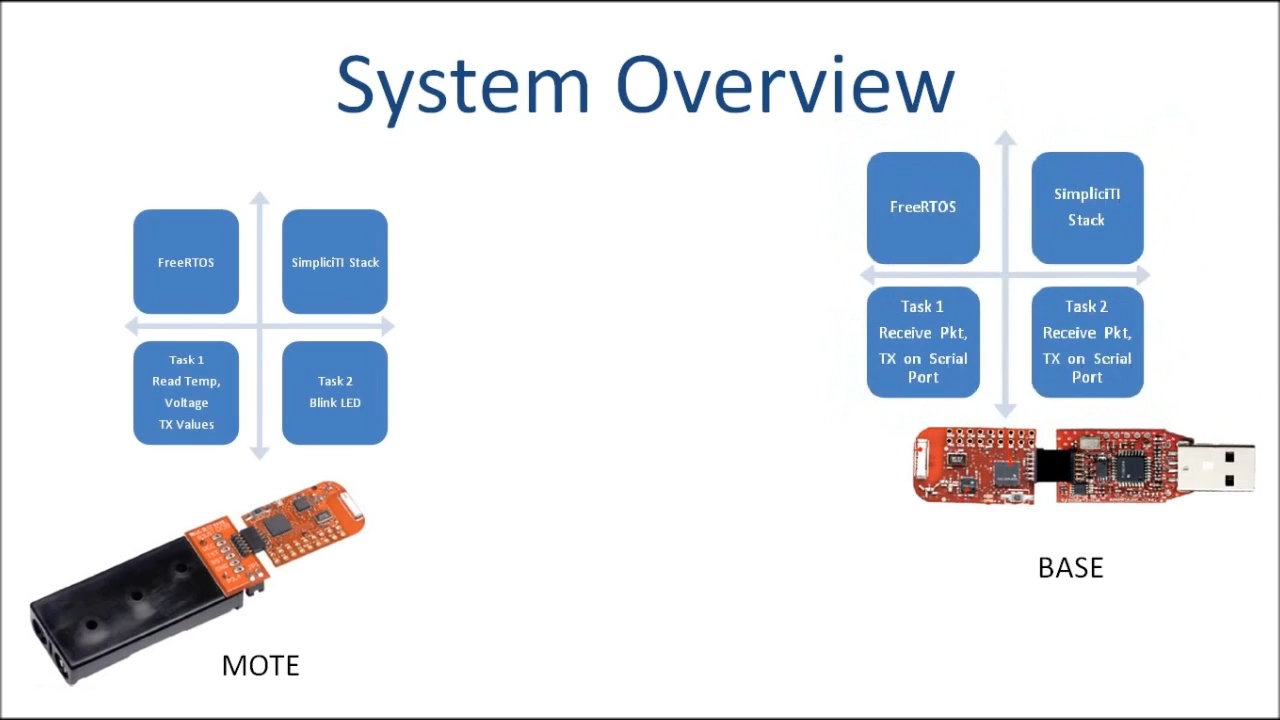 System Overview
FreeRTOS
SimpliciTI Stack
Task 1
Read Temp,
Voltage
TX Values
Task 2
Blink LED
MOTE
FreeRTOS
SimpliciTI
Stack
Task 1
Receive Pkt,
TX on Serial
Port
Task 2
Receive Pkt,
TX on Serial
Port
BASE